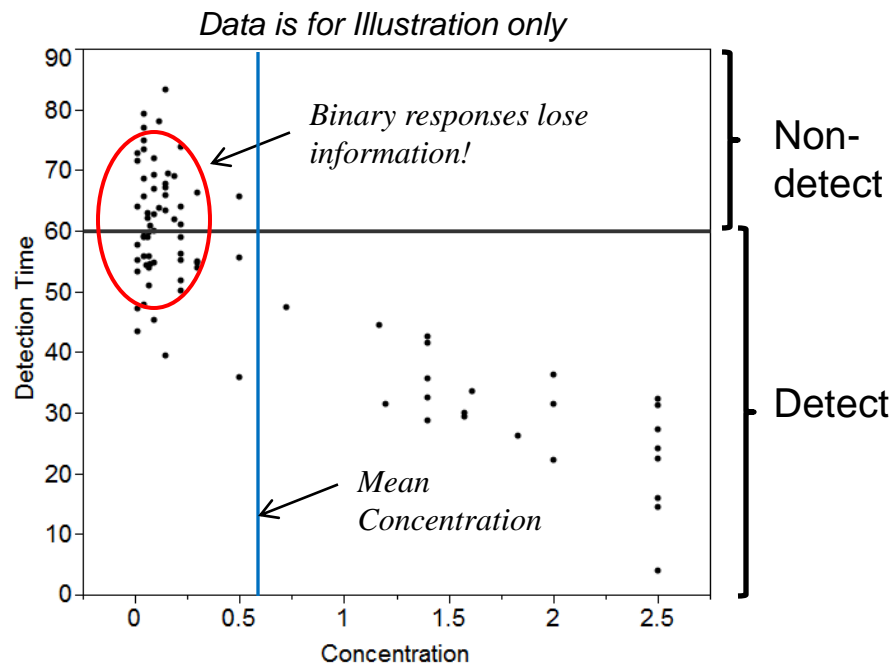 Data is for Illustration only
90
80
70
60
50
40
30
20
10
0
Detection Time
Binary responses lose
information!
Mean
Concentration
0
0.5
1
1.5
2
2.5
Concentration
Non-
detect
Detect